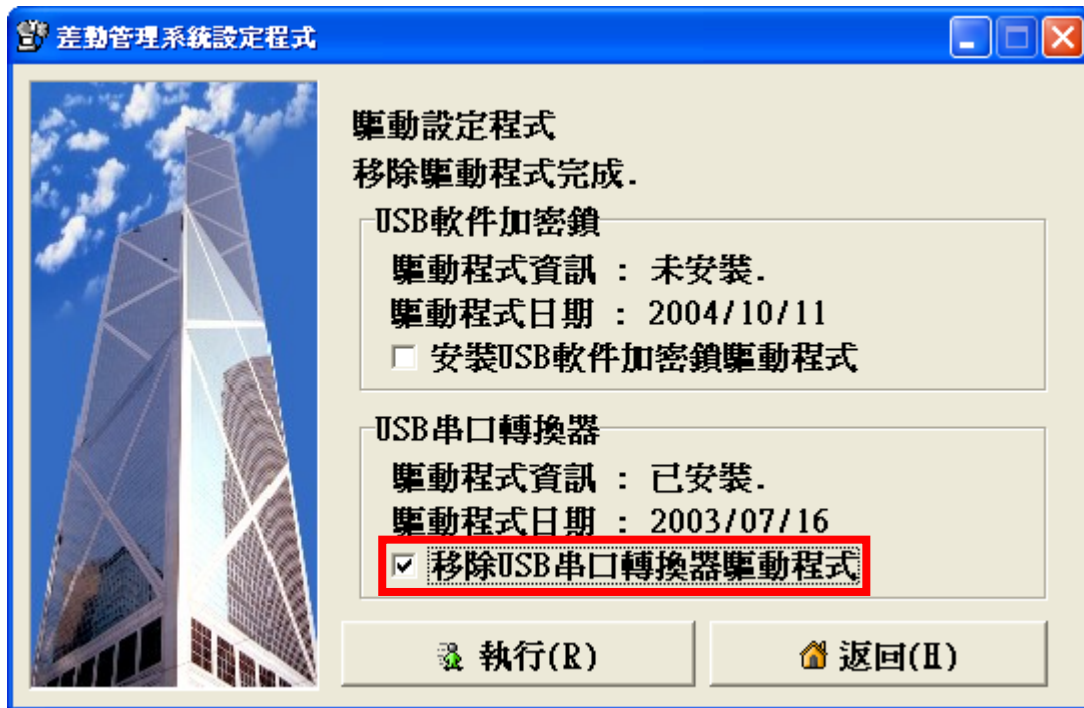 差勤管理系統設定程式
驅動設定程式
移除驅動程式完成.
USB軟件加密鎖
驅動程式資訊 : 未安裝.
驅動程式日期 : 2004/10/11
安裝USB軟件加密鎖驅動程式
USB串口轉換器
驅動程式資訊 : 已安裝.
驅動程式日期 : 2003/07/16
移除USB串口轉換器驅動程式
執行(R) 返回(H)